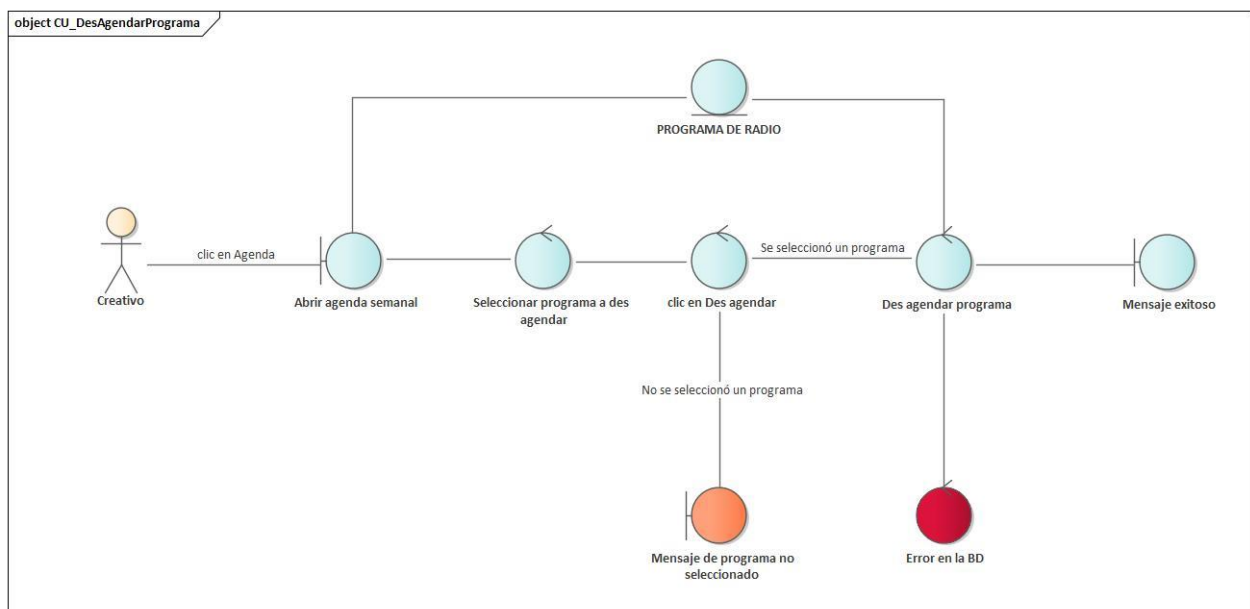 object CU_DesAgendarPrograma
PROGRAMA DE RADIO
clic en Agenda
Se seleccionó un programa
Creativo
Abrir agenda semanal
Seleccionar programa a des
agendar
clic en Des agendar
Des agendar programa
Mensaje exitoso
No se seleccionó un programa
Mensaje de programa no
seleccionado
Error en la BD